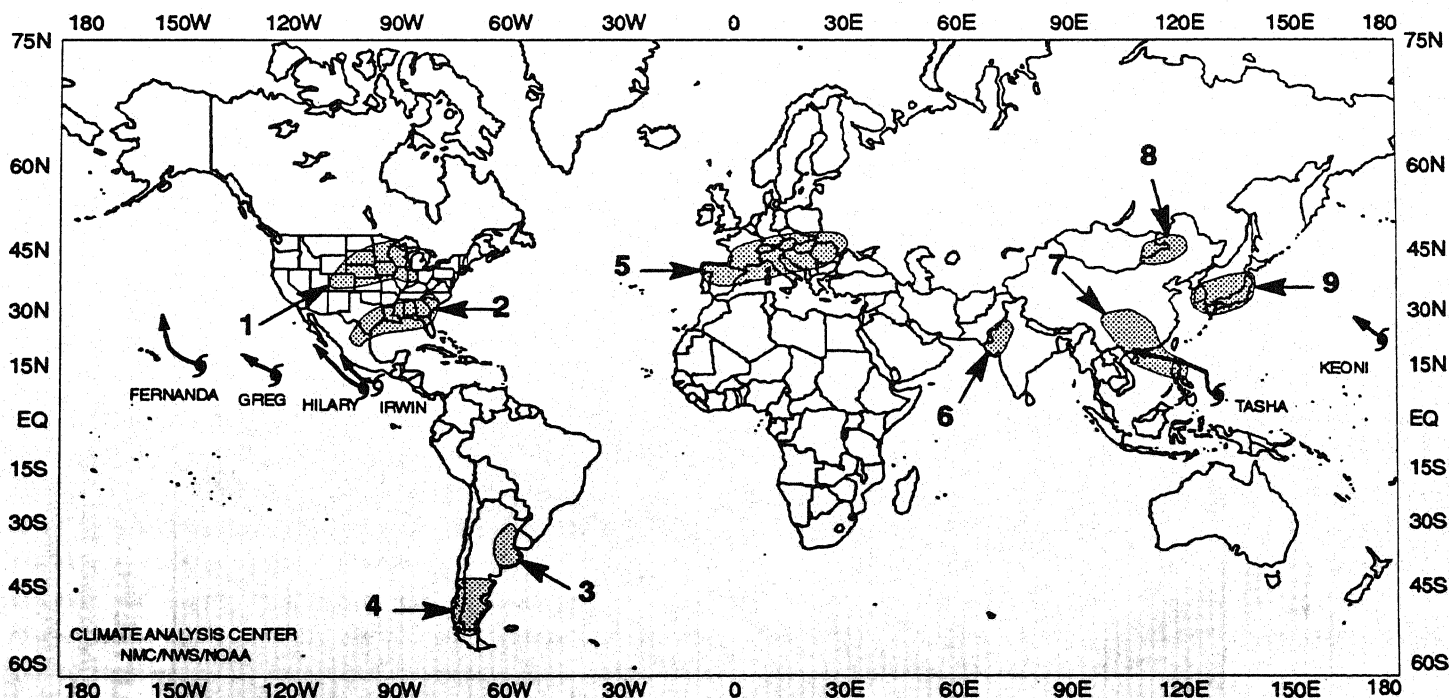 180 150W 120W 90W 60W 30W 0 30E 60E 90E 120E 150E 180
75N 75N
60N 8 60N
45N 5 7 45N
30N 1 2 9 30N
15N FERNANDA GREG HILARY IRWIN 6 TASHA KEONI 15N
EQ EQ
15S 15S
30S 30S
45S 4 3 45S
CLIMATE ANALYSIS CENTER
NMC/NWS/NOAA
60S 60S
180 150W 120W 90W 60W 30W 0 30E 60E 90E 120E 150E 180